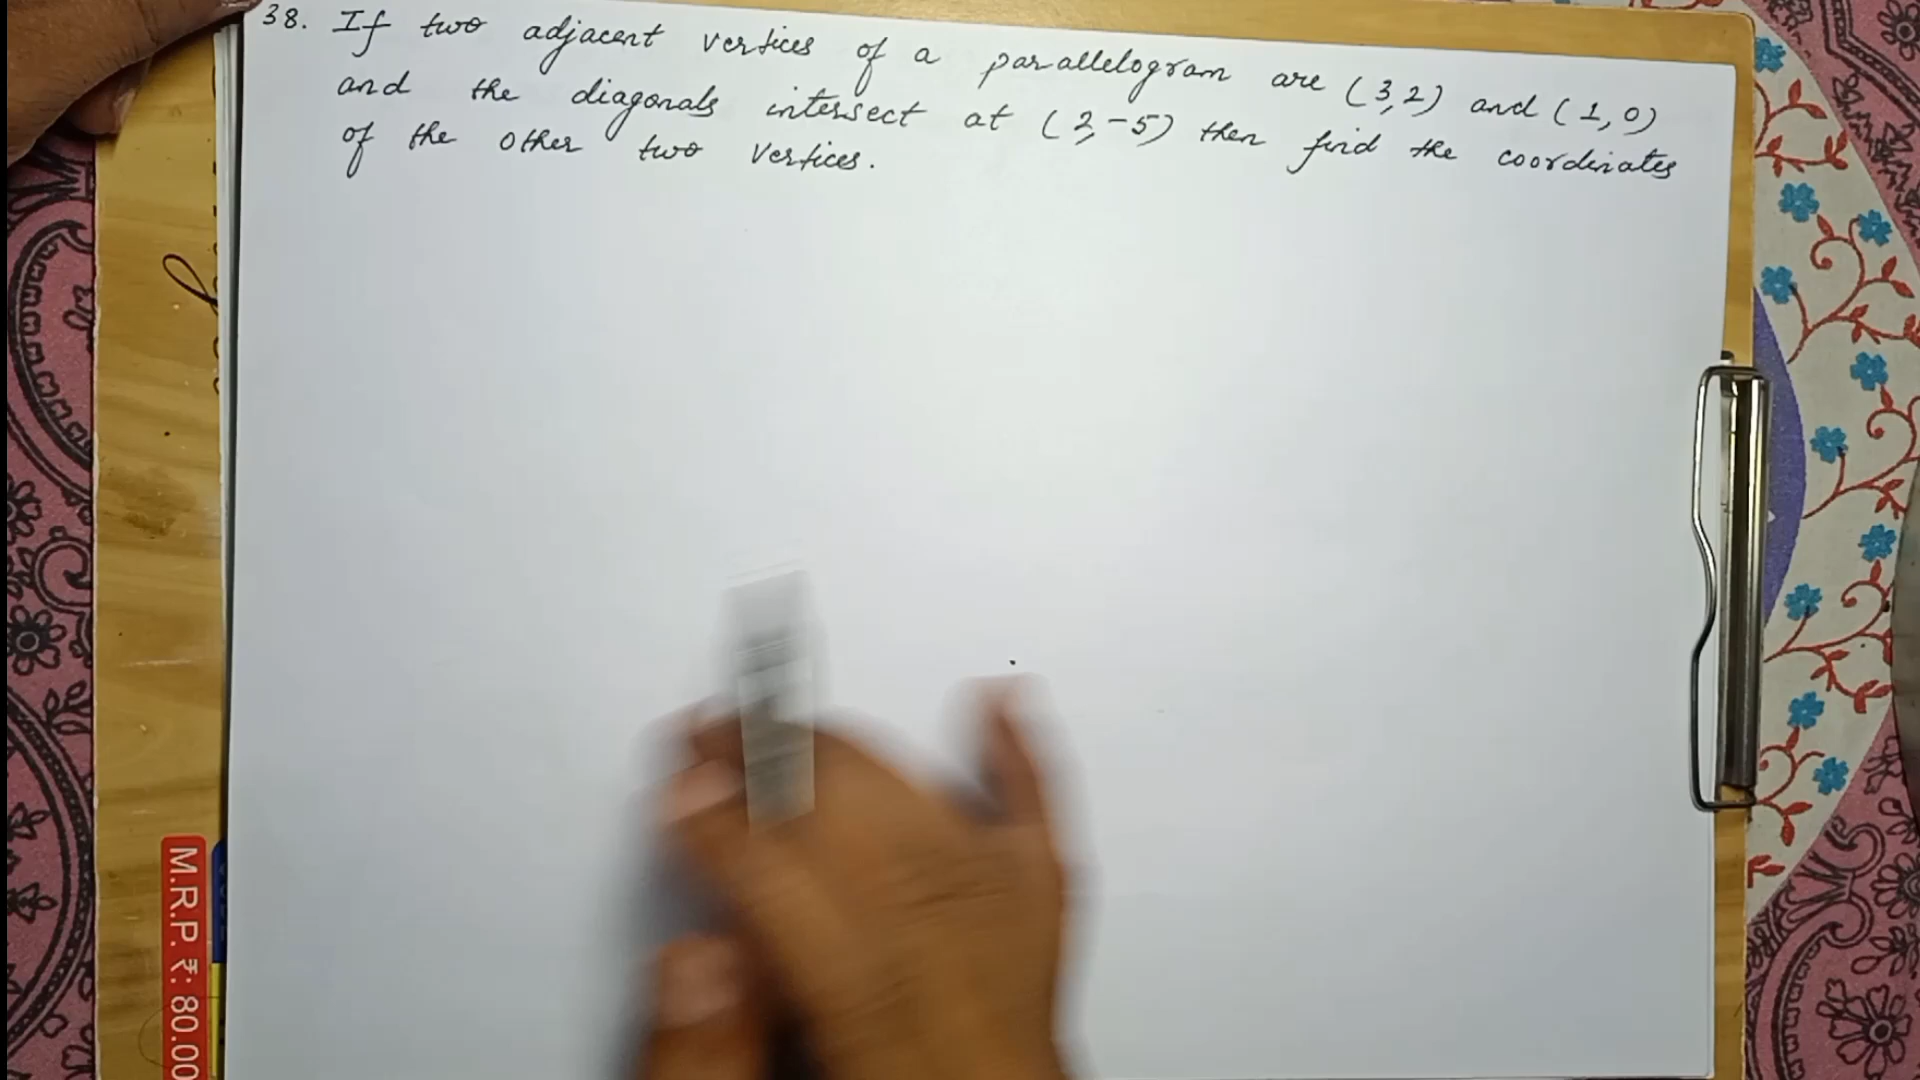 38. If two adjacent vertices of a parallelogram are (3,2) and (1,0)
and the diagonals intersect at (2,-5) then find the coordinates
of the other two vertices.
M.R.P. ₹: 80.00